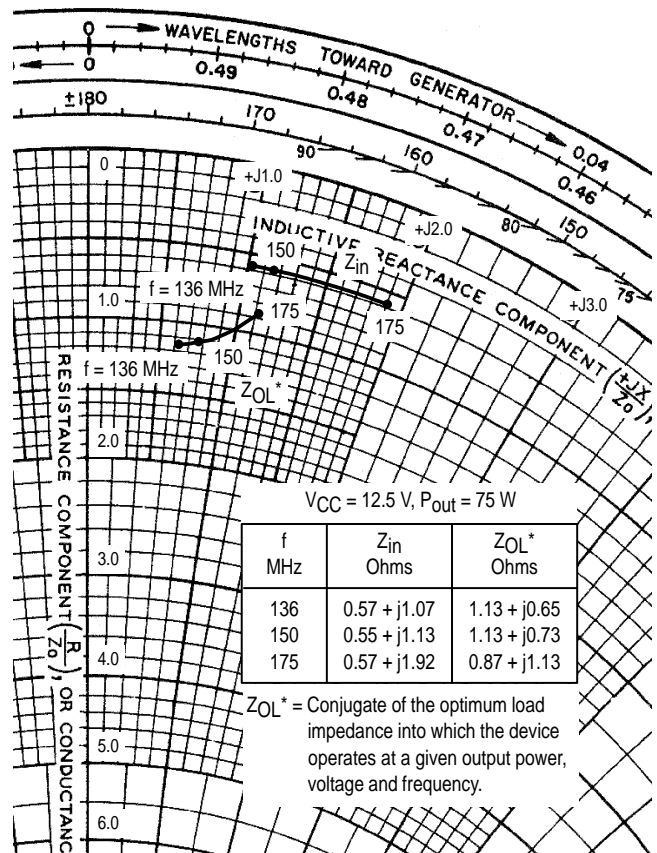 0
WAVELENGTHS TOWARD GENERATOR
0
0.49
0.48
0.47
0.04
0.46
±180
170
160
150
90
80
75
0
+J1.0
+J2.0
+J3.0
INDUCTIVE REACTANCE COMPONENT (+JX/Zo),
150
Zin
f = 136 MHz
1.0
175
175
150
f = 136 MHz
ZOL*
2.0
3.0
4.0
5.0
6.0
RESISTANCE COMPONENT (R/Zo), OR CONDUCTANC
VCC = 12.5 V, Pout = 75 W
f MHz | Zin Ohms | ZOL* Ohms
136 | 0.57 + j1.07 | 1.13 + j0.65
150 | 0.55 + j1.13 | 1.13 + j0.73
175 | 0.57 + j1.92 | 0.87 + j1.13
ZOL* = Conjugate of the optimum load
impedance into which the device
operates at a given output power,
voltage and frequency.